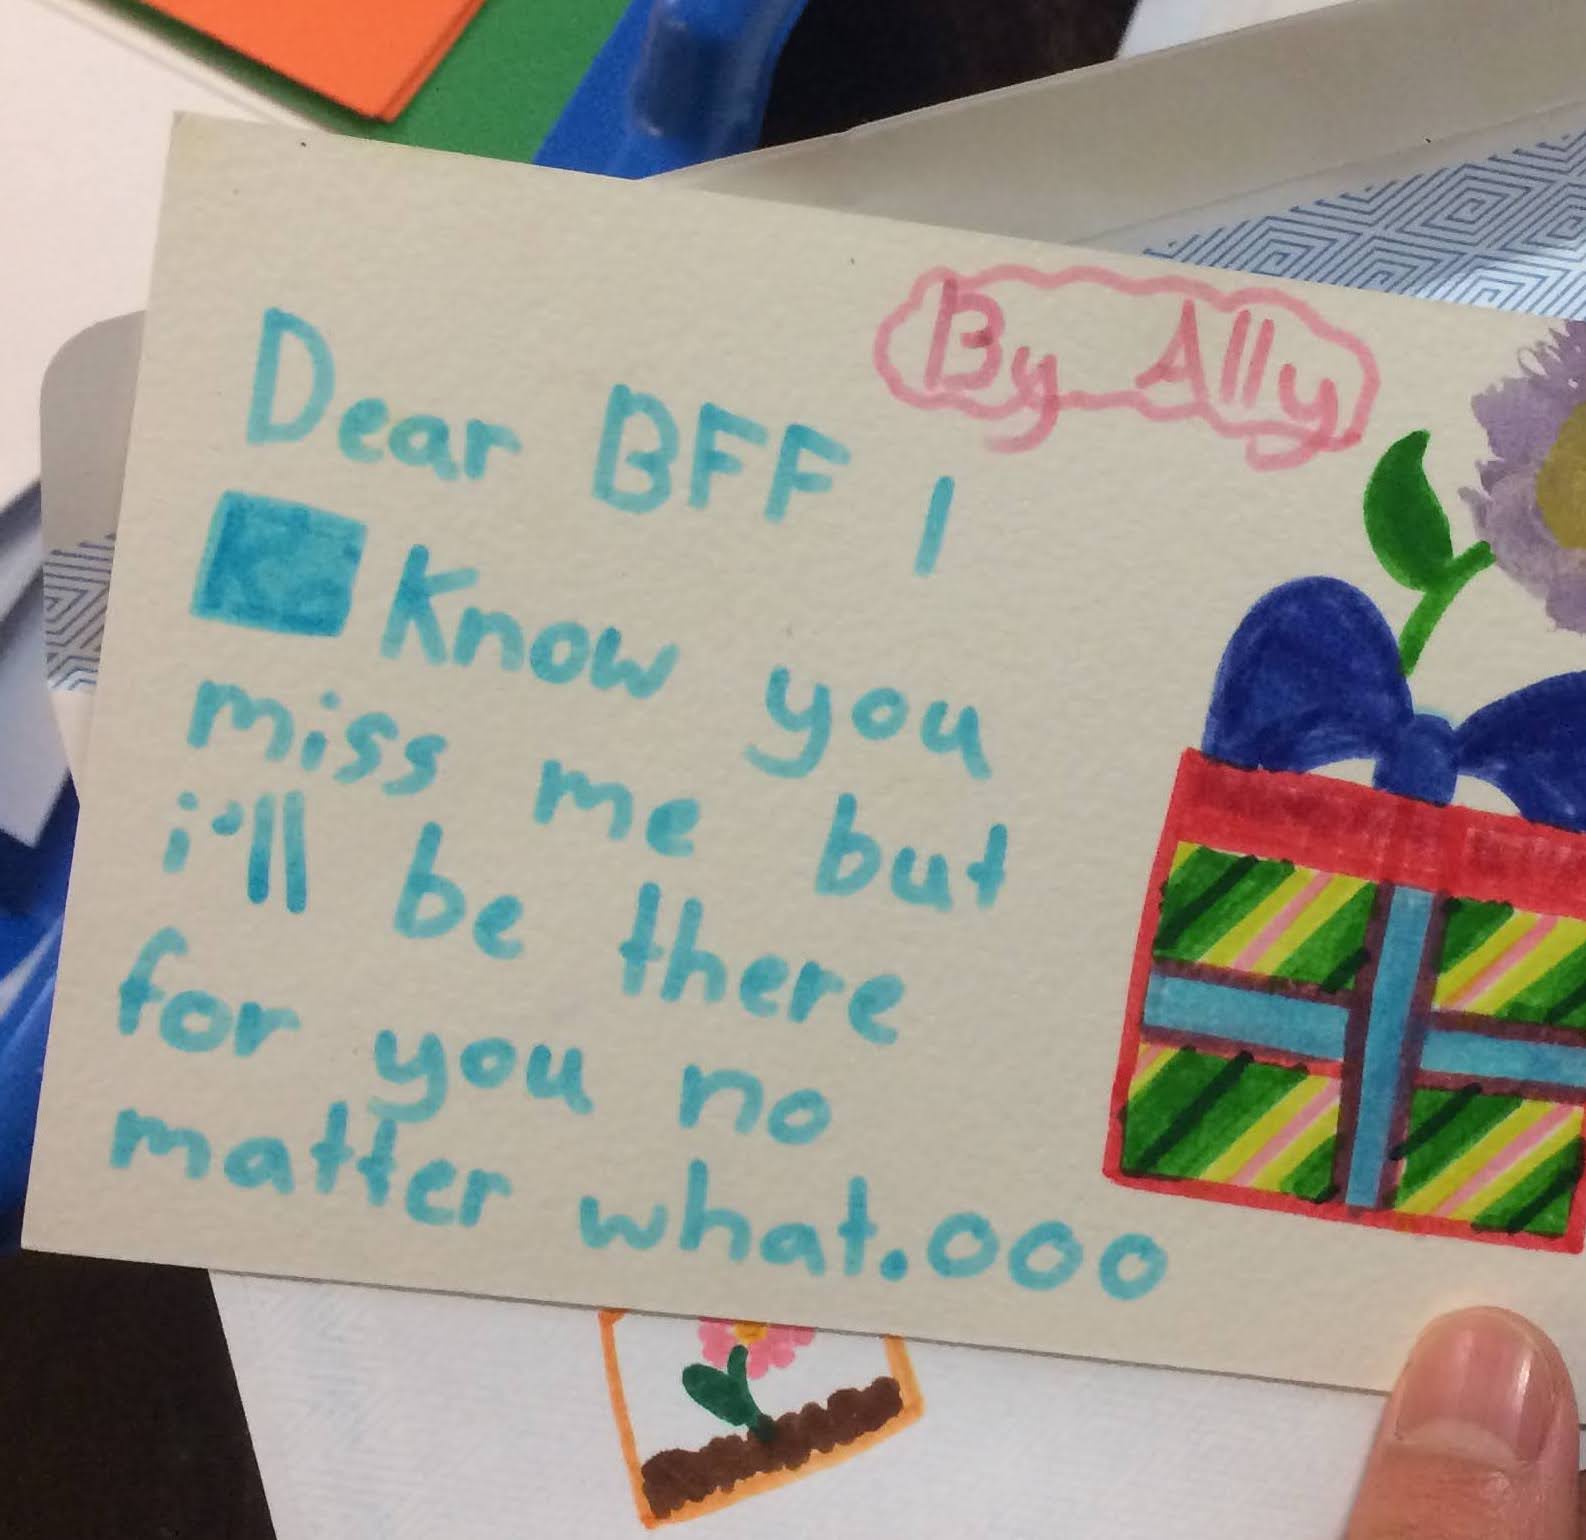 By Ally
Dear BFF I
Know you
miss me but
i'll be there
for you no
matter what.ooo